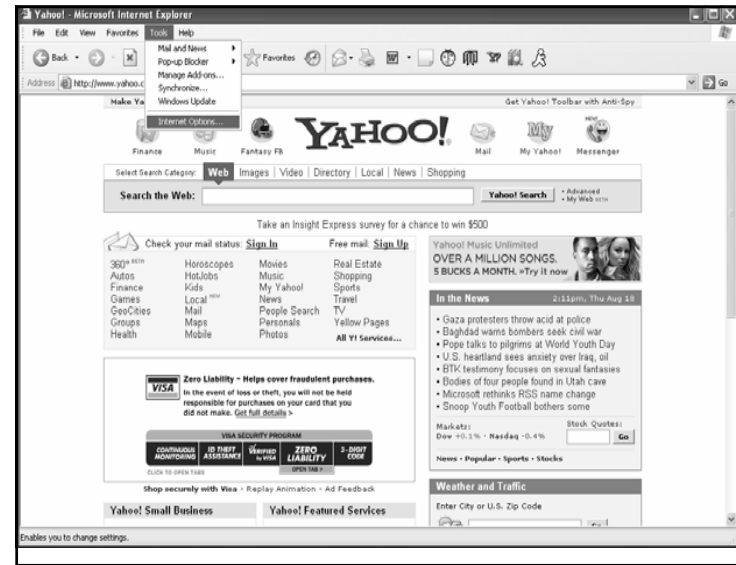 Yahoo! - Microsoft Internet Explorer
File Edit View Favorites Tools Help
Mail and News
Pop-up Blocker
Manage Add-ons...
Synchronize...
Windows Update
Internet Options...
Back
Favorites
Address http://www.yahoo.c
Go
Make Ya
Get Yahoo! Toolbar with Anti-Spy
Finance Music Fantasy FB YAHOO! Mail My Yahoo! Messenger
My
NEW!
Select Search Category: Web Images | Video | Directory | Local | News | Shopping
Search the Web: Yahoo! Search • Advanced
• My Web BETA
Take an Insight Express survey for a chance to win $500
Check your mail status: Sign In Free mail: Sign Up
360° BETA Horoscopes Movies Real Estate
Autos HotJobs Music Shopping
Finance Kids My Yahoo! Sports
Games Local NEW News Travel
GeoCities Mail People Search TV
Groups Maps Personals Yellow Pages
Health Mobile Photos All Y! Services...
Yahoo! Music Unlimited
OVER A MILLION SONGS.
5 BUCKS A MONTH. »Try it now
In the News 2:11pm, Thu Aug 18
• Gaza protesters throw acid at police
• Baghdad warns bombers seek civil war
• Pope talks to pilgrims at World Youth Day
• U.S. heartland sees anxiety over Iraq, oil
• BTK testimony focuses on sexual fantasies
• Bodies of four people found in Utah cave
• Microsoft rethinks RSS name change
• Snoop Youth Football bothers some
Markets: Stock Quotes:
Dow +0.1% • Nasdaq -0.4% Go
News • Popular • Sports • Stocks
VISA
Zero Liability – Helps cover fraudulent purchases.
In the event of loss or theft, you will not be held
responsible for purchases on your card that you
did not make. Get full details >
VISA SECURITY PROGRAM
CONTINUOUS MONITORING ID THEFT ASSISTANCE VERIFIED by VISA ZERO LIABILITY 3-DIGIT CODE
CLICK TO OPEN TABS OPEN TAB >
Shop securely with Visa • Replay Animation • Ad Feedback
Yahoo! Small Business Yahoo! Featured Services
Weather and Traffic
Enter City or U.S. Zip Code
Enables you to change settings.